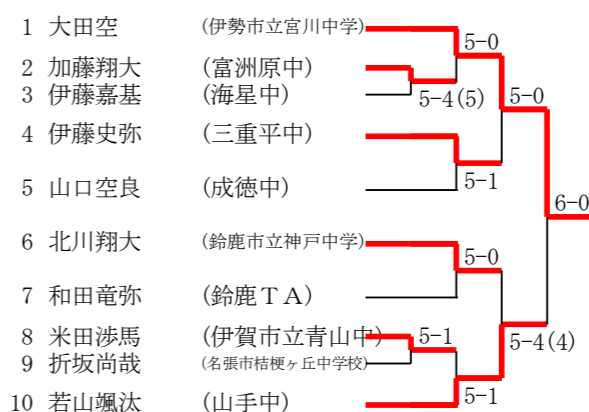 1 大田空 (伊勢市立宮川中学)
5-0
2 加藤翔大 (富洲原中)
3 伊藤嘉基 (海星中)
5-4(5)
5-0
4 伊藤史弥 (三重平中)
5 山口空良 (成徳中)
5-1
6-0
6 北川翔大 (鈴鹿市立神戸中学)
5-0
7 和田竜弥 (鈴鹿TA)
8 米田渉馬 (伊賀市立青山中)
5-1
5-4(4)
9 折坂尚哉 (名張市桔梗ヶ丘中学校)
10 若山颯汰 (山手中)
5-1